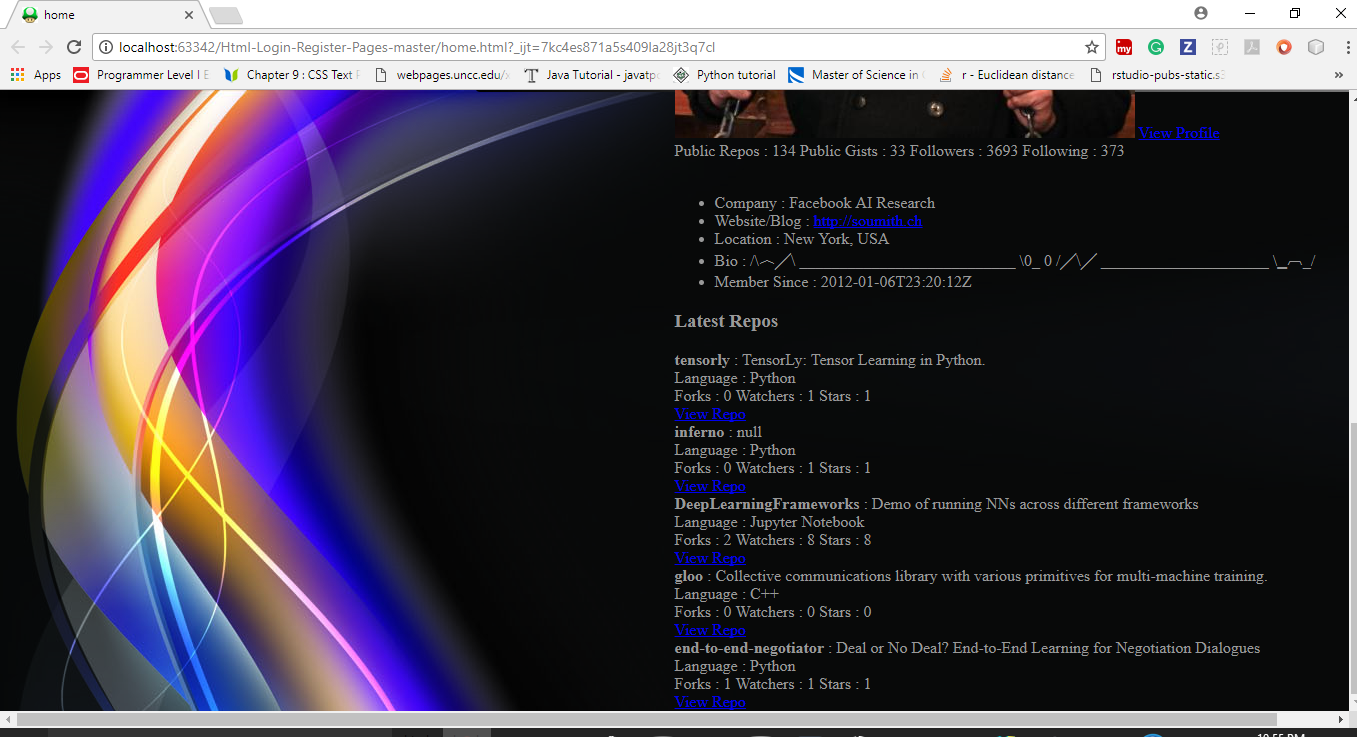 home
localhost:63342/Html-Login-Register-Pages-master/home.html?_ijt=7kc4es871a5s409la28jt3q7cl
Apps Programmer Level I Chapter 9 : CSS Text webpages.uncc.edu/ Java Tutorial - javatp Python tutorial Master of Science in r - Euclidean distance rstudio-pubs-static.s3
View Profile
Public Repos : 134 Public Gists : 33 Followers : 3693 Following : 373
Company : Facebook AI Research
Website/Blog : http://soumith.ch
Location : New York, USA
Bio : /\︵╱\ ___________________________ \0_ 0 /╱\╱ _____________________ \_︹_/
Member Since : 2012-01-06T23:20:12Z
Latest Repos
tensorly : TensorLy: Tensor Learning in Python.
Language : Python
Forks : 0 Watchers : 1 Stars : 1
View Repo
inferno : null
Language : Python
Forks : 0 Watchers : 1 Stars : 1
View Repo
DeepLearningFrameworks : Demo of running NNs across different frameworks
Language : Jupyter Notebook
Forks : 2 Watchers : 8 Stars : 8
View Repo
gloo : Collective communications library with various primitives for multi-machine training.
Language : C++
Forks : 0 Watchers : 0 Stars : 0
View Repo
end-to-end-negotiator : Deal or No Deal? End-to-End Learning for Negotiation Dialogues
Language : Python
Forks : 1 Watchers : 1 Stars : 1
View Repo